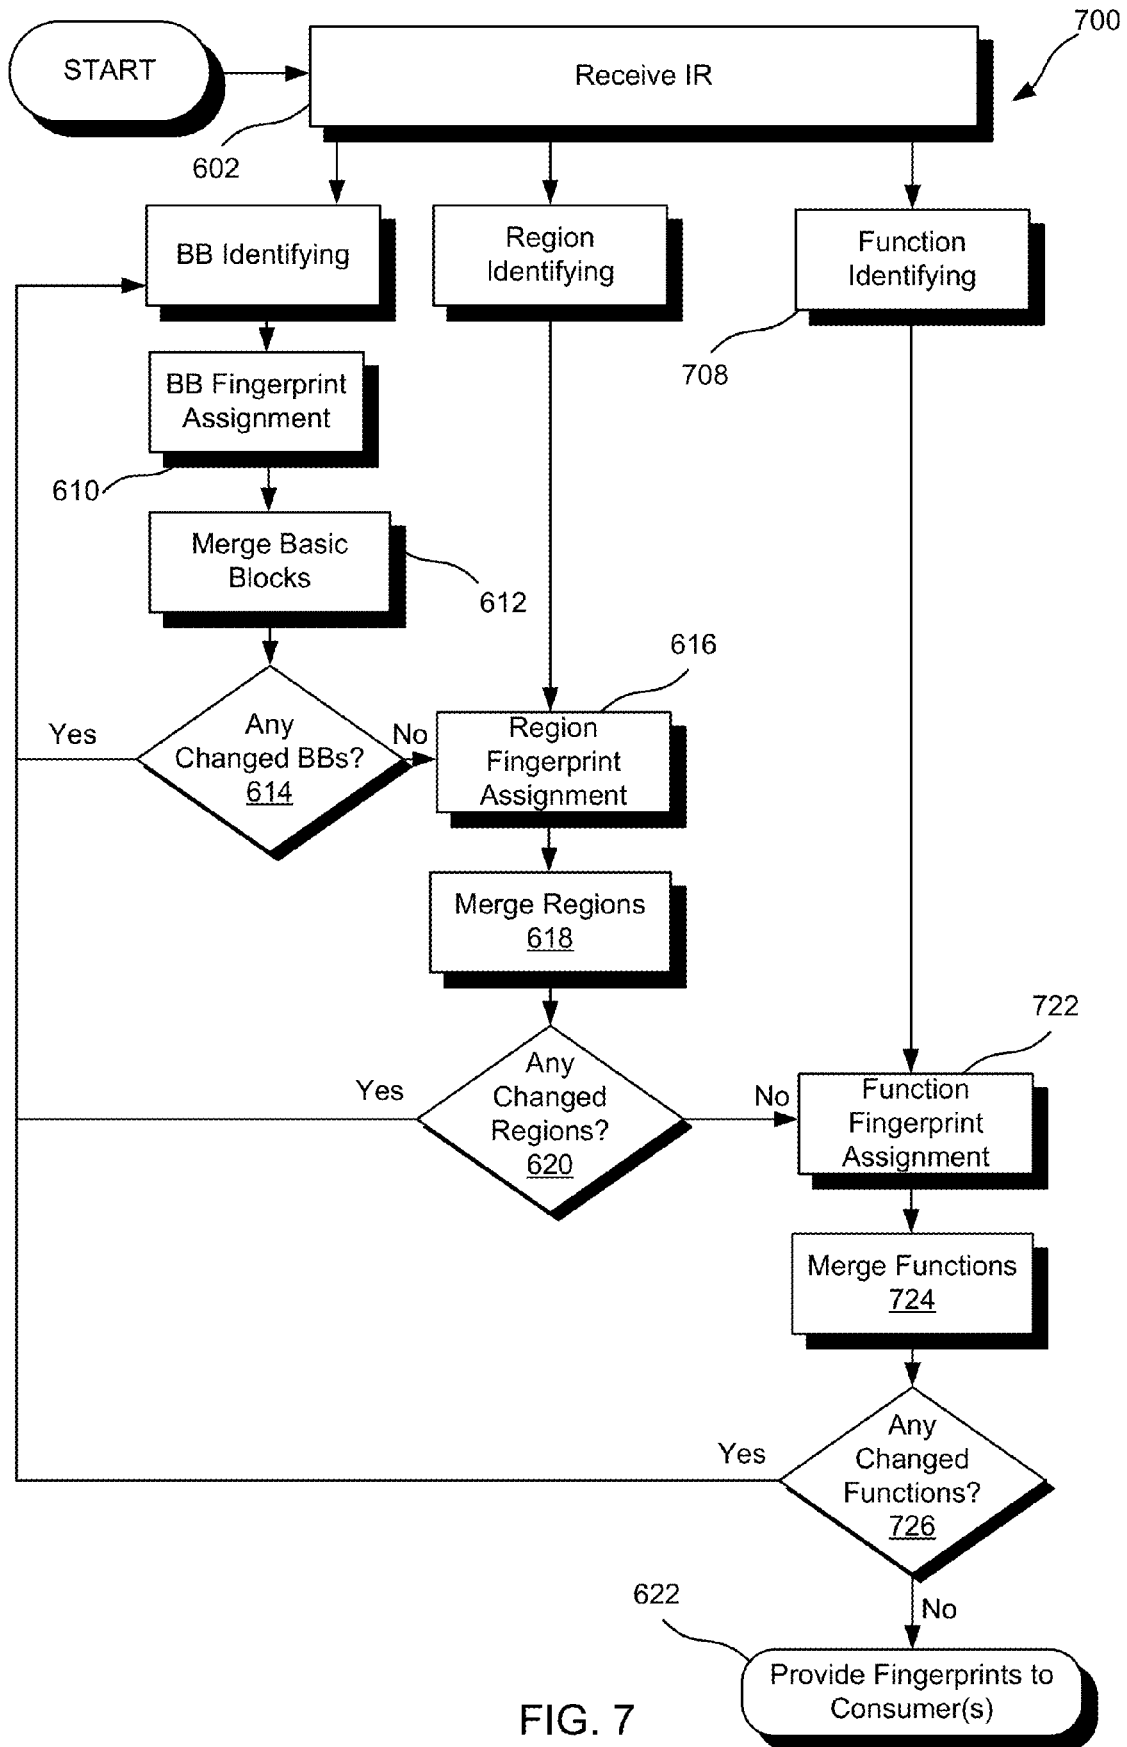 700
START
Receive IR
602
BB Identifying
Region
Identifying
Function
Identifying
708
BB Fingerprint
Assignment
610
Merge Basic
Blocks
612
616
Any
Changed BBs?
614
Yes
No
Region
Fingerprint
Assignment
Merge Regions
618
722
Any
Changed
Regions?
620
Yes
No
Function
Fingerprint
Assignment
Merge Functions
724
Any
Changed
Functions?
726
Yes
No
622
Provide Fingerprints to
Consumer(s)
FIG. 7